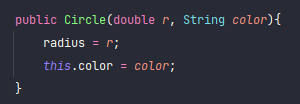 public Circle(double r, String color){
    radius = r;
    this.color = color;
}